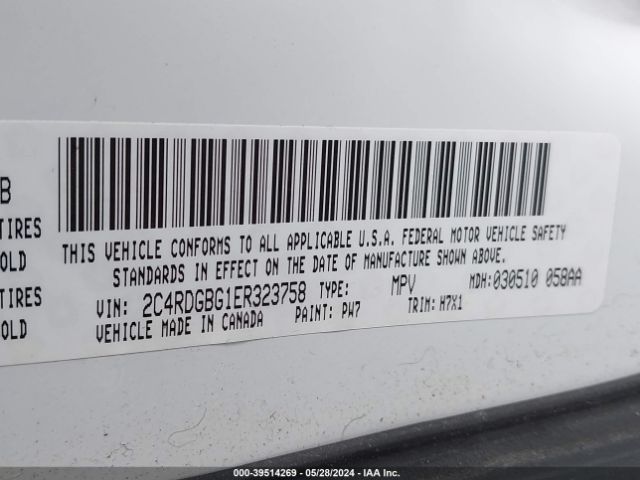 B
TIRES
OLD
TIRES
OLD
THIS VEHICLE CONFORMS TO ALL APPLICABLE U.S.A. FEDERAL MOTOR VEHICLE SAFETY
STANDARDS IN EFFECT ON THE DATE OF MANUFACTURE SHOWN ABOVE.
VIN: 2C4RDGBG1ER323758 TYPE: MPV MDH:030510 058AA
VEHICLE MADE IN CANADA PAINT: PW7 TRIM: H7X1
000-39514269 - 05/28/2024 - IAA Inc.